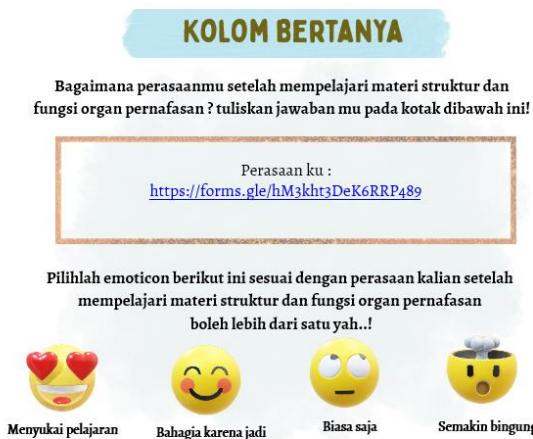 KOLOM BERTANYA
Bagaimana perasaanmu setelah mempelajari materi struktur dan
fungsi organ pernafasan ? tuliskan jawaban mu pada kotak dibawah ini!
Perasaan ku :
https://forms.gle/hM3kht3DeK6RRP489
Pilihlah emoticon berikut ini sesuai dengan perasaan kalian setelah
mempelajari materi struktur dan fungsi organ pernafasan
boleh lebih dari satu yah..!
Menyukai pelajaran
Bahagia karena jadi
Biasa saja
Semakin bingung